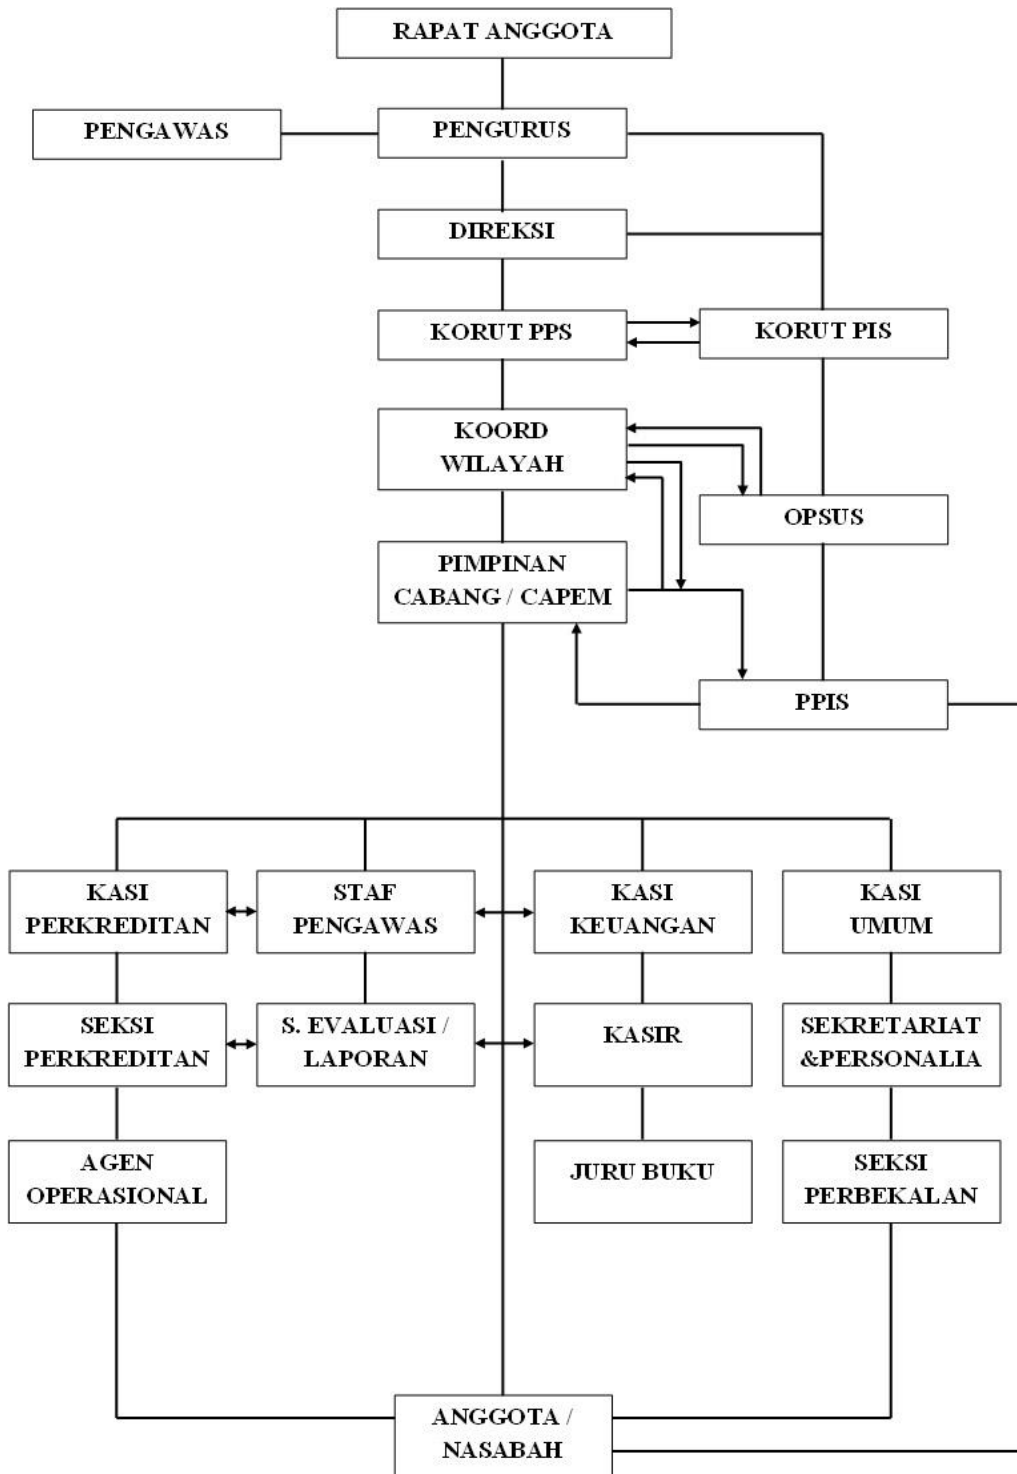 RAPAT ANGGOTA
PENGAWAS
PENGURUS
DIREKSI
KORUT PPS
KORUT PIS
KOORD
WILAYAH
OPSUS
PIMPINAN
CABANG / CAPEM
PPIS
KASI
PERKREDITAN
STAF
PENGAWAS
KASI
KEUANGAN
KASI
UMUM
SEKSI
PERKREDITAN
S. EVALUASI /
LAPORAN
KASIR
SEKRETARIAT
&PERSONALIA
AGEN
OPERASIONAL
JURU BUKU
SEKSI
PERBEKALAN
ANGGOTA /
NASABAH